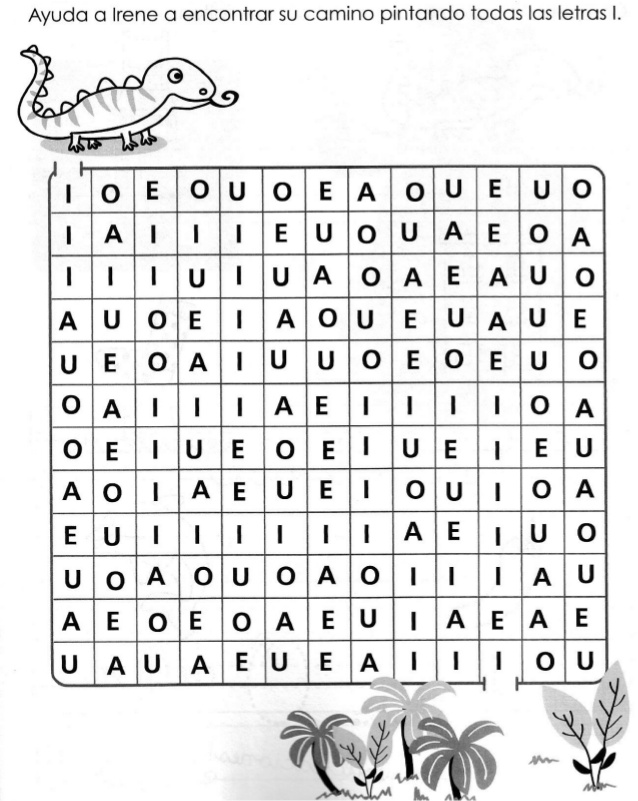 Ayuda a Irene a encontrar su camino pintando todas las letras I.
I O E O U O E A O U E U O
I A I I I E U O U A E O A
I I I U I U A O A E A U O
A U O E I A O U E U A U E
U E O A I U U O E O E U O
O A I I I A E I I I I O A
O E I U E O E I U E I E U
A O I A E U E I O U I O A
E U I I I I I I A E I U O
U O A O U O A O I I I A U
A E O E O A E U I A E A E
U A U A E U E A I I I O U